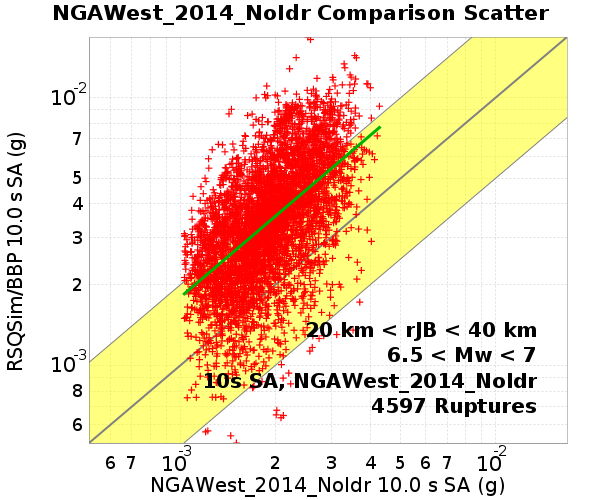 NGAWest_2014_NoIdr Comparison Scatter
RSQSim/BBP 10.0 s SA (g)
10-2
7
5
4
3
2
10-3
8
6
20 km < rJB < 40 km
6.5 < Mw < 7
10s SA, NGAWest_2014_NoIdr
4597 Ruptures
6 7 10-3 2 3 4 5 6 7 10-2
NGAWest_2014_NoIdr 10.0 s SA (g)